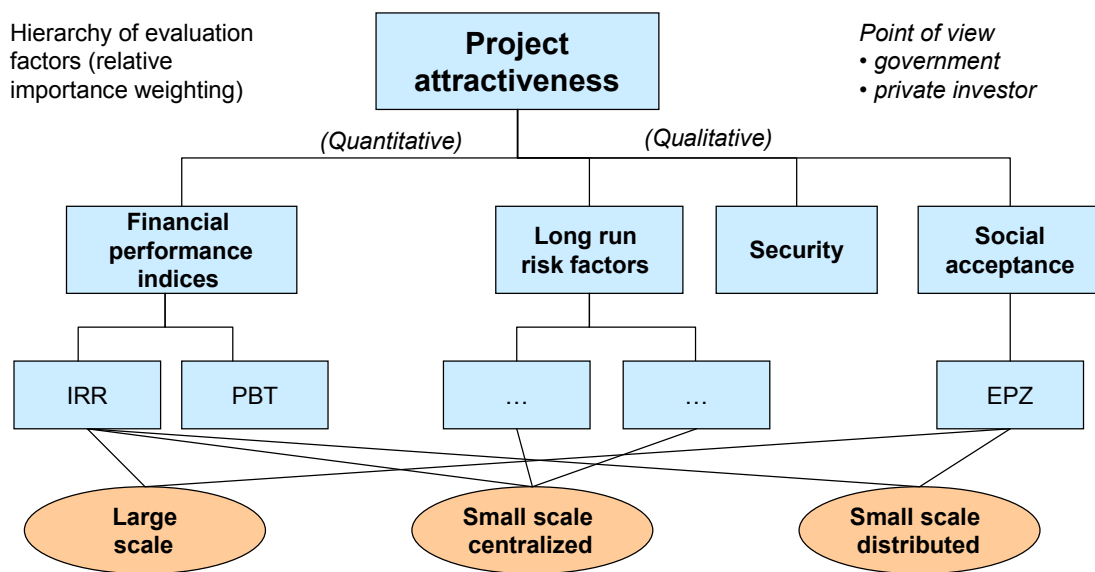 Hierarchy of evaluation
factors (relative
importance weighting)
Project
attractiveness
Point of view
• government
• private investor
(Quantitative)
(Qualitative)
Financial
performance
indices
Long run
risk factors
Security
Social
acceptance
IRR
PBT
...
...
EPZ
Large
scale
Small scale
centralized
Small scale
distributed